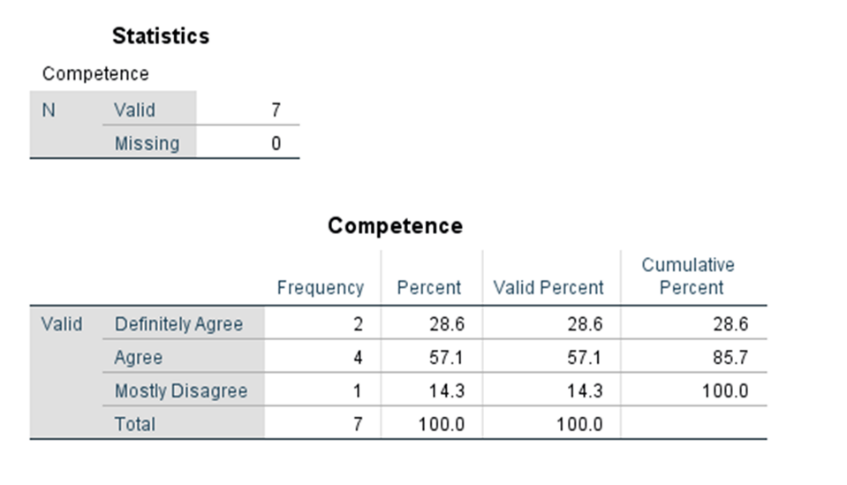 Statistics
Competence
N Valid 7
Missing 0
Competence
Frequency Percent Valid Percent Cumulative Percent
Valid Definitely Agree 2 28.6 28.6 28.6
Agree 4 57.1 57.1 85.7
Mostly Disagree 1 14.3 14.3 100.0
Total 7 100.0 100.0